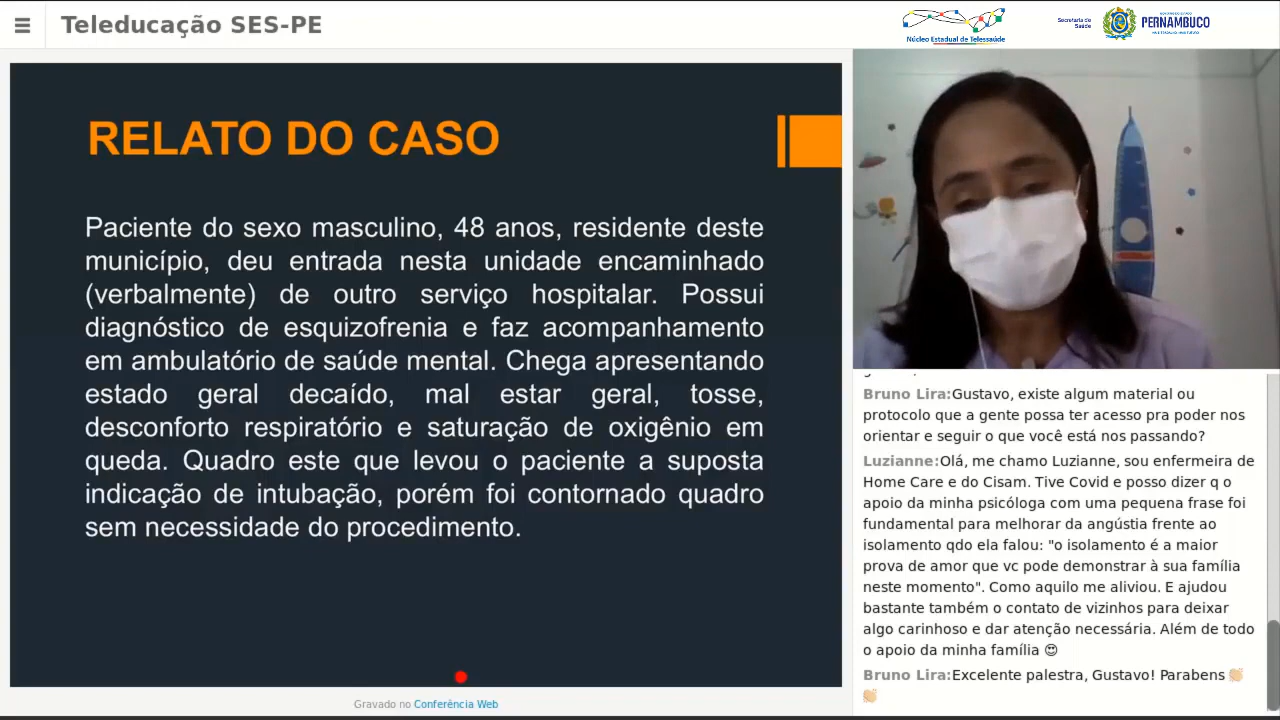 Teleducação SES-PE
Núcleo Estadual de Telessaúde
Secretaria de
Saúde
PERNAMBUCO
RELATO DO CASO
Paciente do sexo masculino, 48 anos, residente deste
município, deu entrada nesta unidade encaminhado
(verbalmente) de outro serviço hospitalar. Possui
diagnóstico de esquizofrenia e faz acompanhamento
em ambulatório de saúde mental. Chega apresentando
estado geral decaído, mal estar geral, tosse,
desconforto respiratório e saturação de oxigênio em
queda. Quadro este que levou o paciente a suposta
indicação de intubação, porém foi contornado quadro
sem necessidade do procedimento.
Gravado no Conferência Web
Bruno Lira:Gustavo, existe algum material ou
protocolo que a gente possa ter acesso pra poder nos
orientar e seguir o que você está nos passando?
Luzianne:Olá, me chamo Luzianne, sou enfermeira de
Home Care e do Cisam. Tive Covid e posso dizer q o
apoio da minha psicóloga com uma pequena frase foi
fundamental para melhorar da angústia frente ao
isolamento qdo ela falou: "o isolamento é a maior
prova de amor que vc pode demonstrar à sua família
neste momento". Como aquilo me aliviou. E ajudou
bastante também o contato de vizinhos para deixar
algo carinhoso e dar atenção necessária. Além de todo
o apoio da minha família 😍
Bruno Lira:Excelente palestra, Gustavo! Parabens 👏🏼
👏🏼